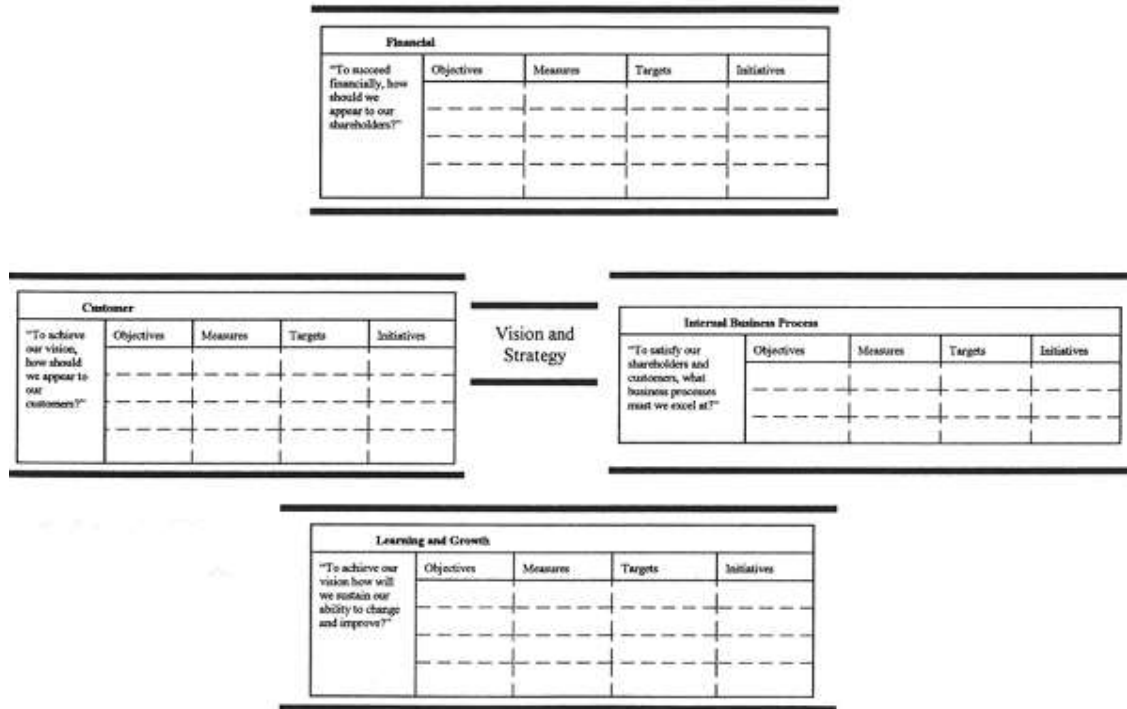 Financial
"To succeed
financially, how
should we
appear to our
shareholders?"
Objectives Measures Targets Initiatives
Customer
"To achieve
our vision,
how should
we appear to
our
customers?"
Objectives Measures Targets Initiatives
Vision and
Strategy
Internal Business Process
"To satisfy our
shareholders and
customers, what
business processes
must we excel at?"
Objectives Measures Targets Initiatives
Learning and Growth
"To achieve our
vision how will
we sustain our
ability to change
and improve?"
Objectives Measures Targets Initiatives